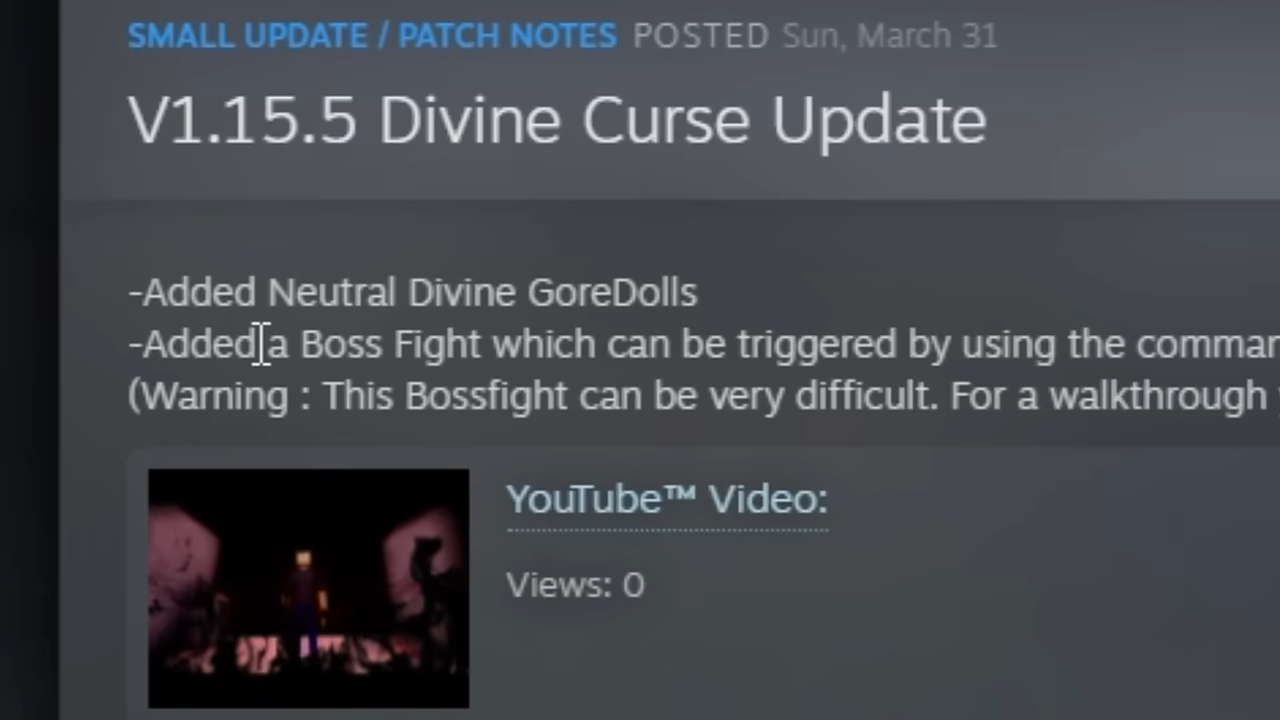 SMALL UPDATE / PATCH NOTES POSTED Sun, March 31
V1.15.5 Divine Curse Update
-Added Neutral Divine GoreDolls
-Added a Boss Fight which can be triggered by using the
(Warning : This Bossfight can be very difficult. For a walkthrough
YouTube™ Video:
Views: 0